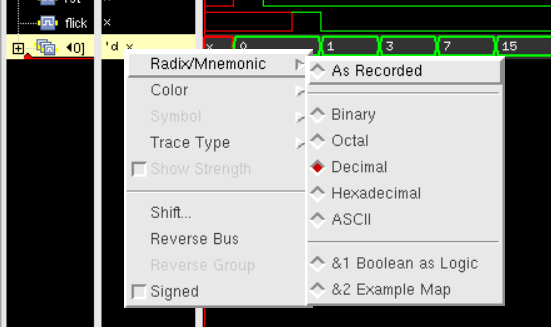 flick
0]
'd x
x
0
1
3
7
15
Radix/Mnemonic
Color
Symbol
Trace Type
Show Strength
Shift...
Reverse Bus
Reverse Group
Signed
As Recorded
Binary
Octal
Decimal
Hexadecimal
ASCII
&1 Boolean as Logic
&2 Example Map